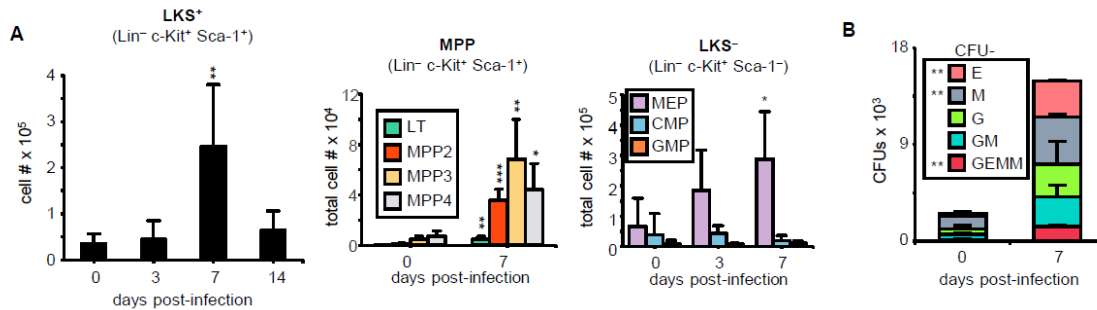 A
LKS⁺
(Lin⁻ c-Kit⁺ Sca-1⁺)
cell # x 10⁵
4
3
2
1
0
**
0 3 7 14
days post-infection
MPP
(Lin⁻ c-Kit⁺ Sca-1⁺)
total cell # x 10⁴
12
8
4
0
LT
MPP2
MPP3
MPP4
**
***
**
*
0 7
days post-infection
LKS⁻
(Lin⁻ c-Kit⁺ Sca-1⁻)
total cell # x 10⁵
5
4
3
2
1
0
MEP
CMP
GMP
*
0 3 7
days post-infection
B
CFUs x 10³
18
9
0
CFU-
** E
** M
G
GM
** GEMM
0 7
days post-infection